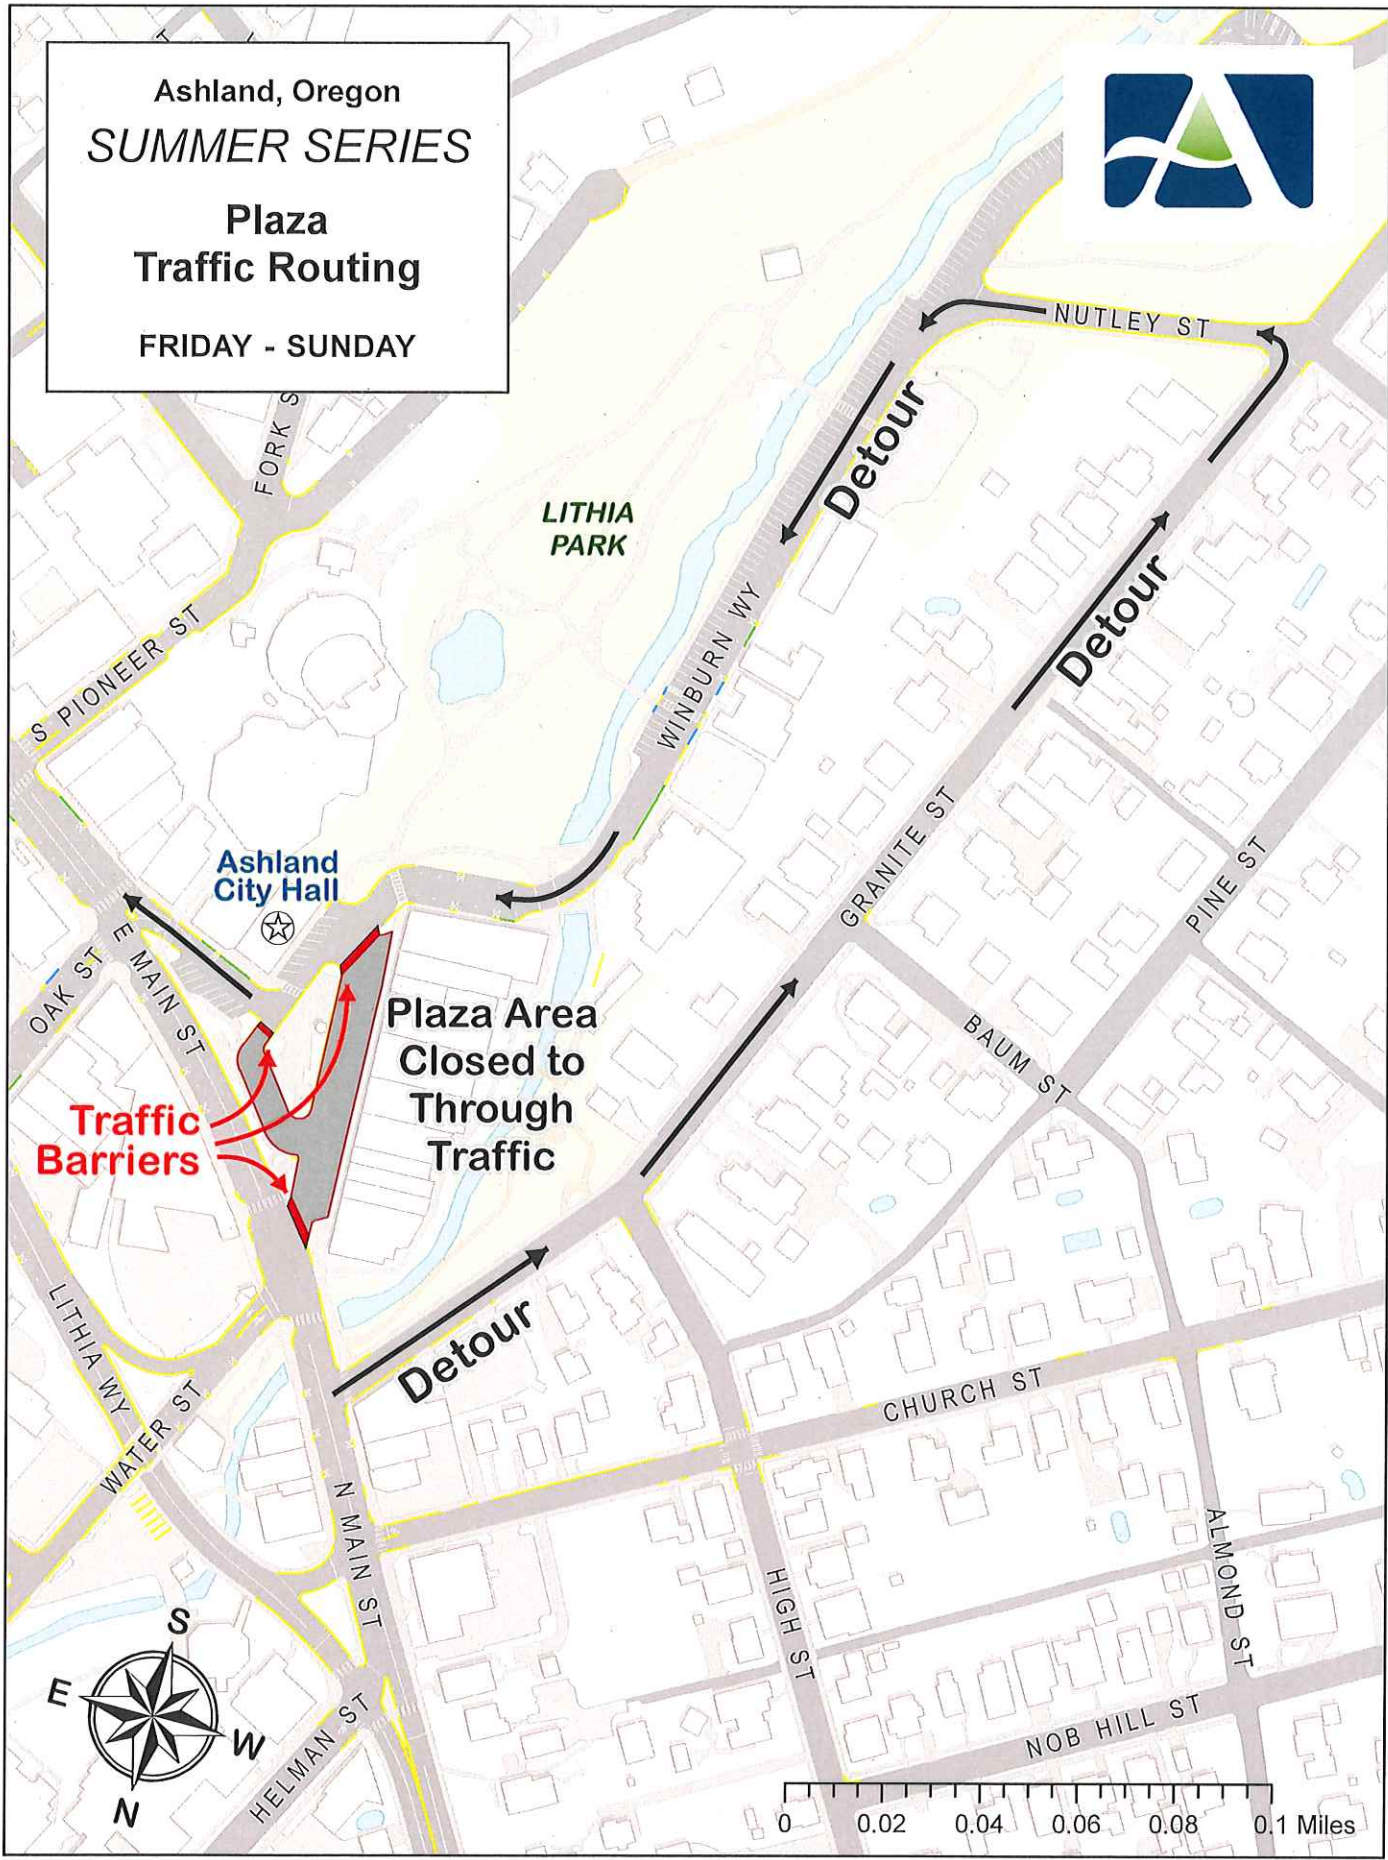 Ashland, Oregon
SUMMER SERIES
Plaza
Traffic Routing
FRIDAY - SUNDAY
A
NUTLEY ST
Detour
FORK S
LITHIA
PARK
Detour
WINBURN WY
S PIONEER ST
GRANITE ST
PINE ST
Ashland
City Hall
E MAIN ST
OAK ST
Plaza Area
Closed to
Through
Traffic
BAUM ST
Traffic
Barriers
Detour
LITHIA WY
WATER ST
CHURCH ST
N MAIN ST
HIGH ST
ALMOND ST
S
E
W
N
HELMAN ST
NOB HILL ST
0 0.02 0.04 0.06 0.08 0.1 Miles